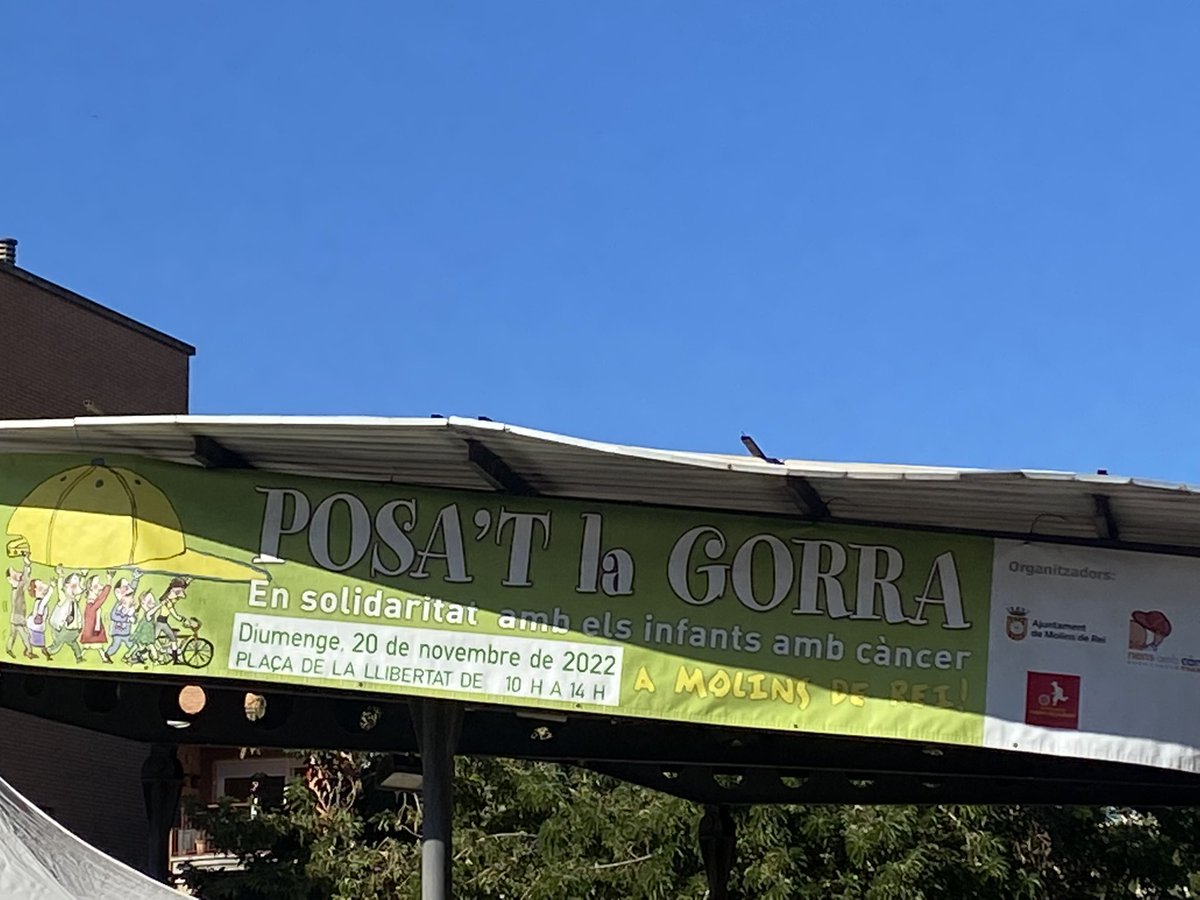 POSA'T la GORRA
En solidaritat amb els infants amb càncer
Diumenge, 20 de novembre de 2022
PLAÇA DE LA LLIBERTAT DE 10 H A 14 H
A MOLINS DE REI!
Organitzadors:
Ajuntament
de Molins de Rei